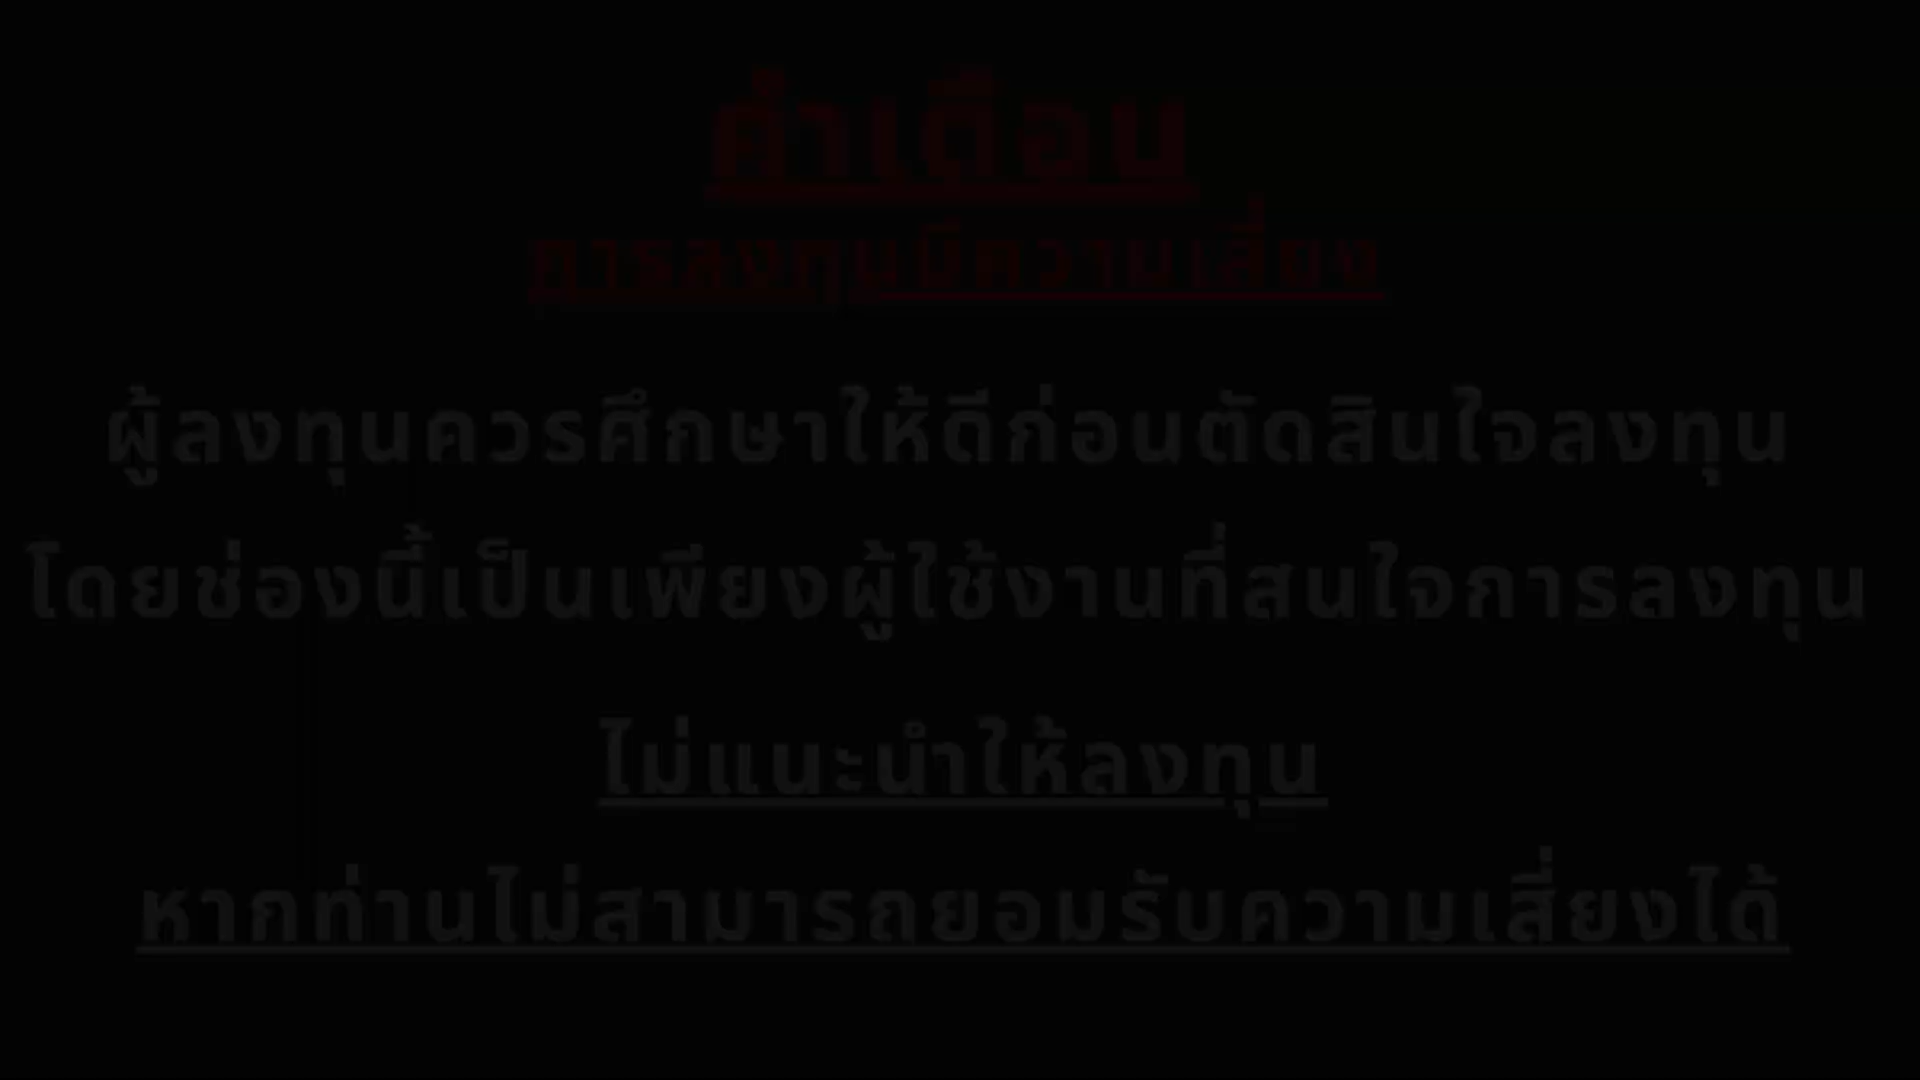 คำเตือน
การลงทุนมีความเสี่ยง
ผู้ลงทุนควรศึกษาให้ดีก่อนตัดสินใจลงทุน
โดยช่องนี้เป็นเพียงผู้ใช้งานที่สนใจการลงทุน
ไม่แนะนำให้ลงทุน
หากท่านไม่สามารถยอมรับความเสี่ยงได้